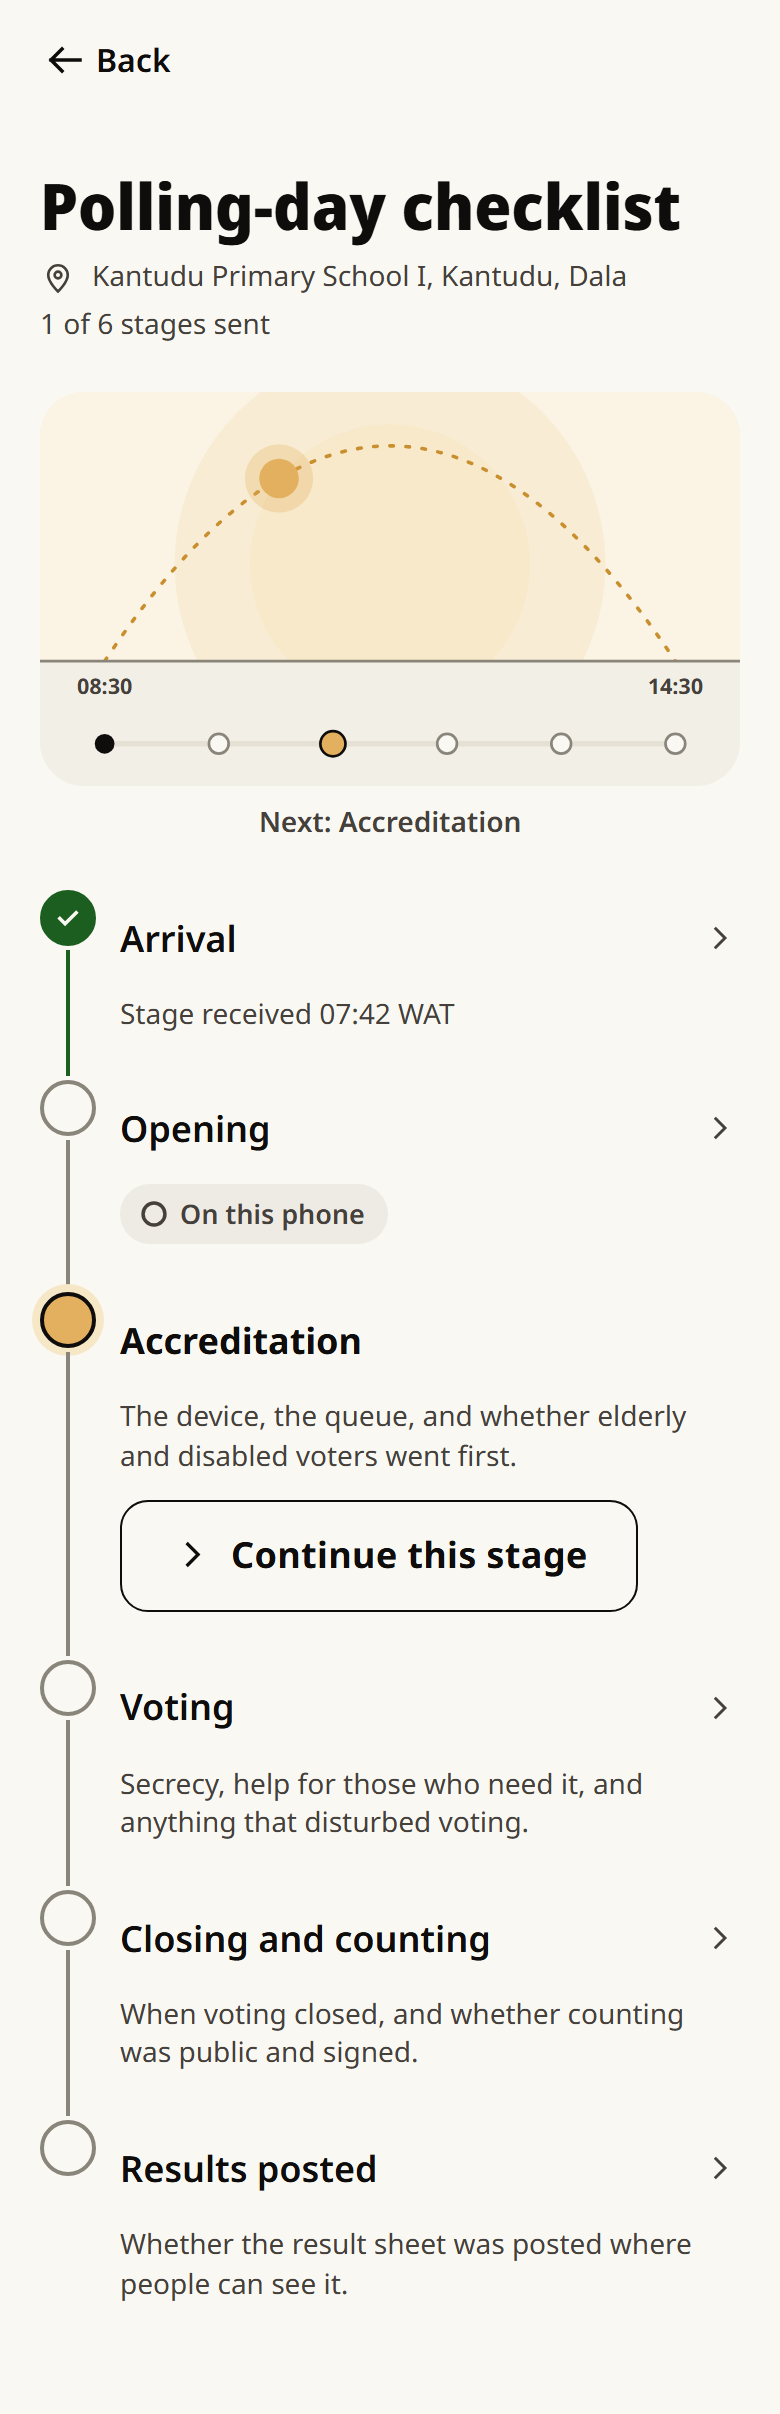 Back
Polling-day checklist
Kantudu Primary School I, Kantudu, Dala
1 of 6 stages sent
08:30
14:30
Next: Accreditation
Arrival
Stage received 07:42 WAT
Opening
On this phone
Accreditation
The device, the queue, and whether elderly
and disabled voters went first.
Continue this stage
Voting
Secrecy, help for those who need it, and
anything that disturbed voting.
Closing and counting
When voting closed, and whether counting
was public and signed.
Results posted
Whether the result sheet was posted where
people can see it.